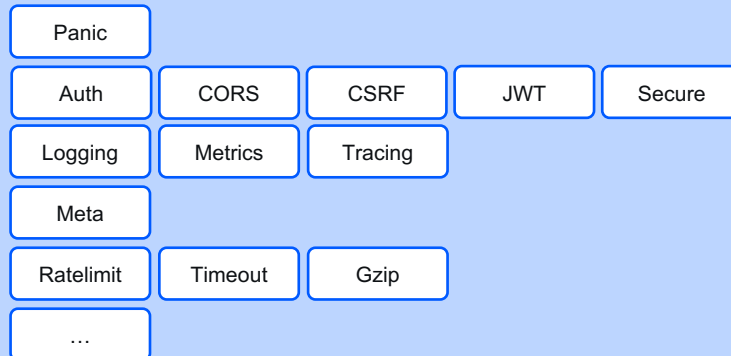 Panic
Auth CORS CSRF JWT Secure
Logging Metrics Tracing
Meta
Ratelimit Timeout Gzip
…